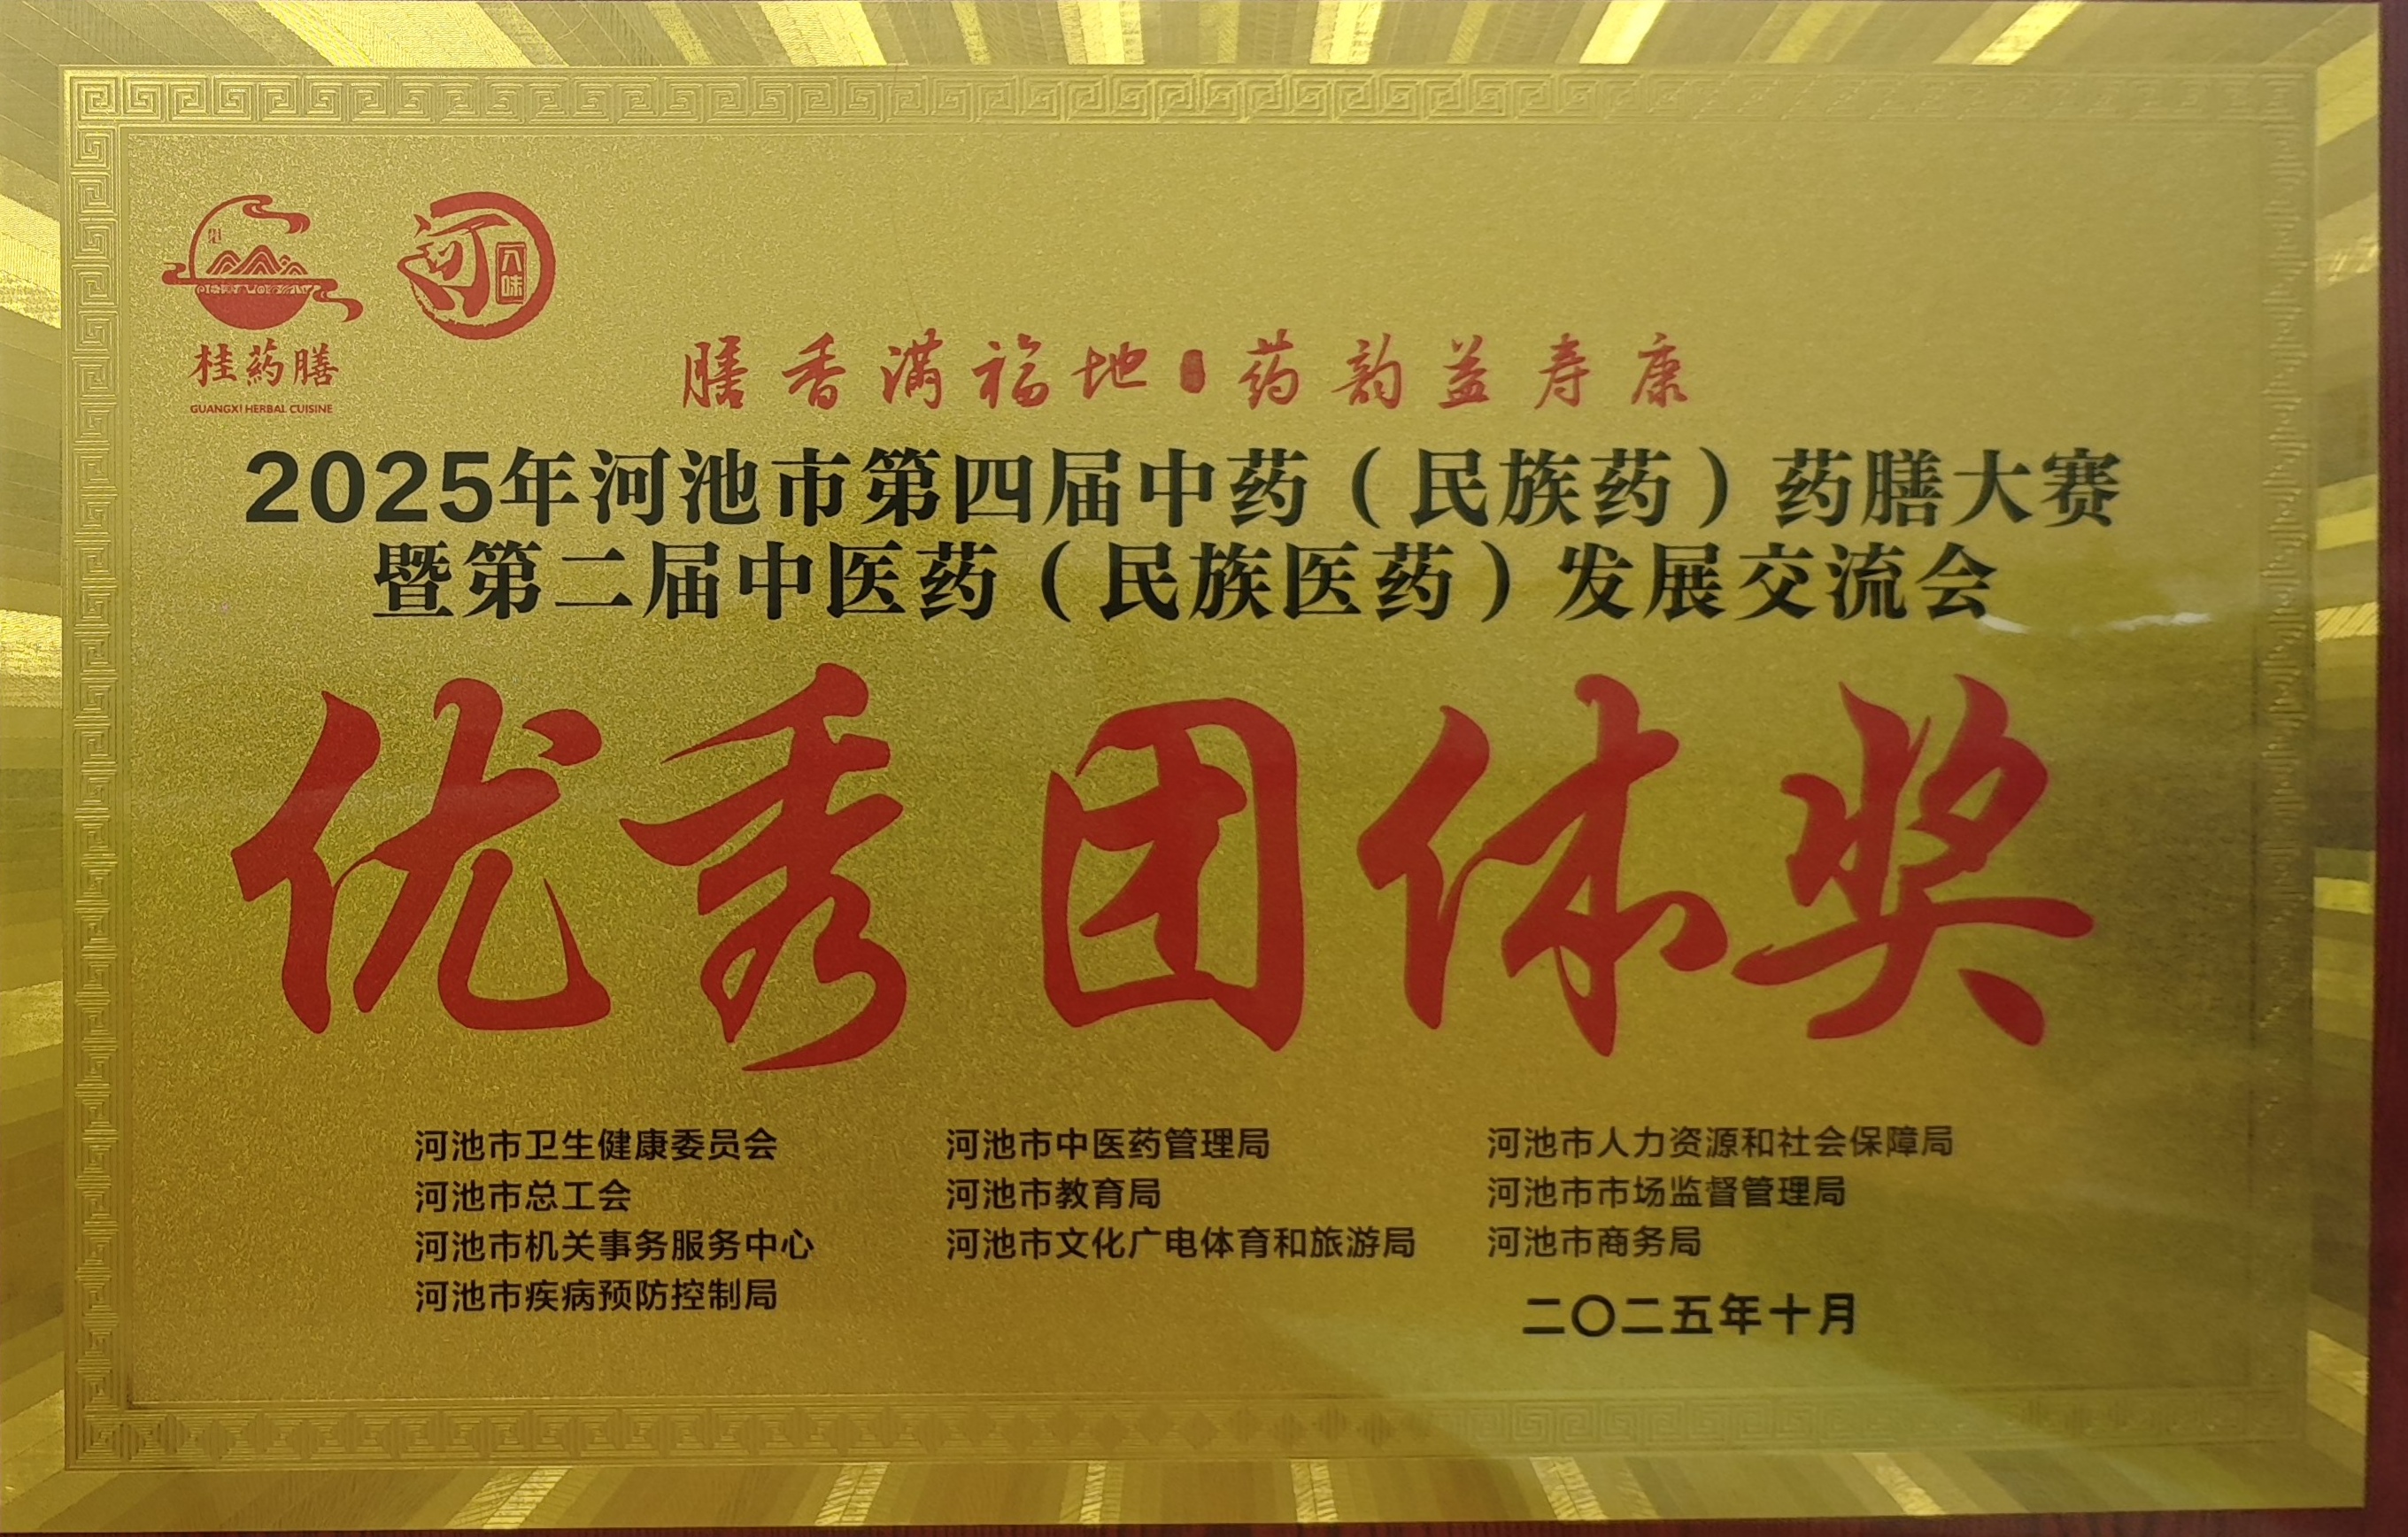 桂药膳
GUANGXI HERBAL CUISINE
河
八味
膳香满福地 药韵益寿康
2025年河池市第四届中药（民族药）药膳大赛
暨第二届中医药（民族医药）发展交流会
优秀团体奖
河池市卫生健康委员会 河池市中医药管理局 河池市人力资源和社会保障局
河池市总工会 河池市教育局 河池市市场监督管理局
河池市机关事务服务中心 河池市文化广电体育和旅游局 河池市商务局
河池市疾病预防控制局
二〇二五年十月